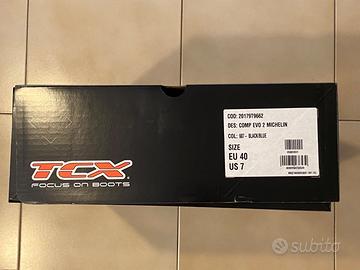 TCX
FOCUS ON BOOTS
COD: 2017979662
DES: COMP EVO 2 MICHELIN
COL: 007 - BLACK/BLUE
SIZE
EU 40
US 7
subito